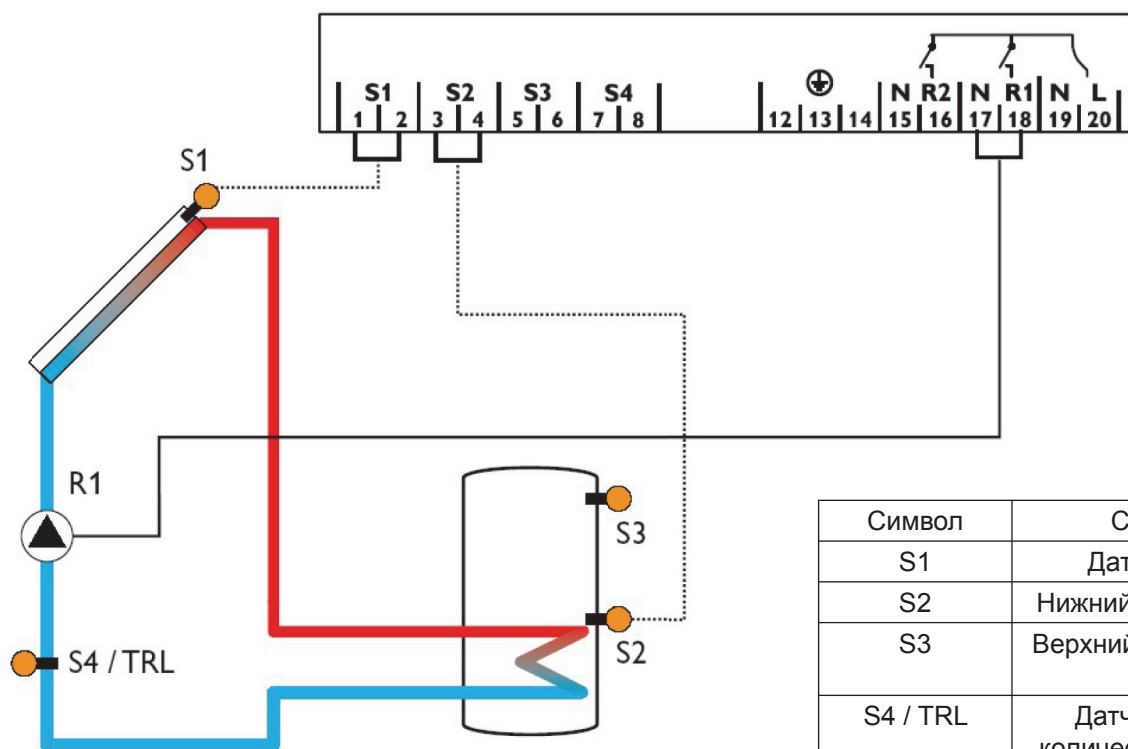 S1 S2 S3 S4 N R2 N R1 N L
1 2 3 4 5 6 7 8 12 13 14 15 16 17 18 19 20
S1
R1
S3
S2
S4 / TRL
Символ
S1
S2 Нижний
S3 Верхний
S4 / TRL